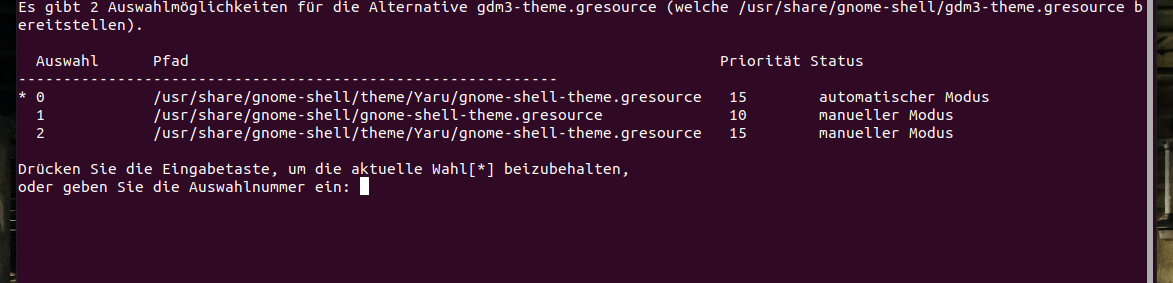 Es gibt 2 Auswahlmöglichkeiten für die Alternative gdm3-theme.gresource (welche /usr/share/gnome-shell/gdm3-theme.gresource b
ereitstellen).
Auswahl Pfad Priorität Status
------------------------------------------------------------
* 0 /usr/share/gnome-shell/theme/Yaru/gnome-shell-theme.gresource 15 automatischer Modus
1 /usr/share/gnome-shell/gnome-shell-theme.gresource 10 manueller Modus
2 /usr/share/gnome-shell/theme/Yaru/gnome-shell-theme.gresource 15 manueller Modus
Drücken Sie die Eingabetaste, um die aktuelle Wahl[*] beizubehalten,
oder geben Sie die Auswahlnummer ein: